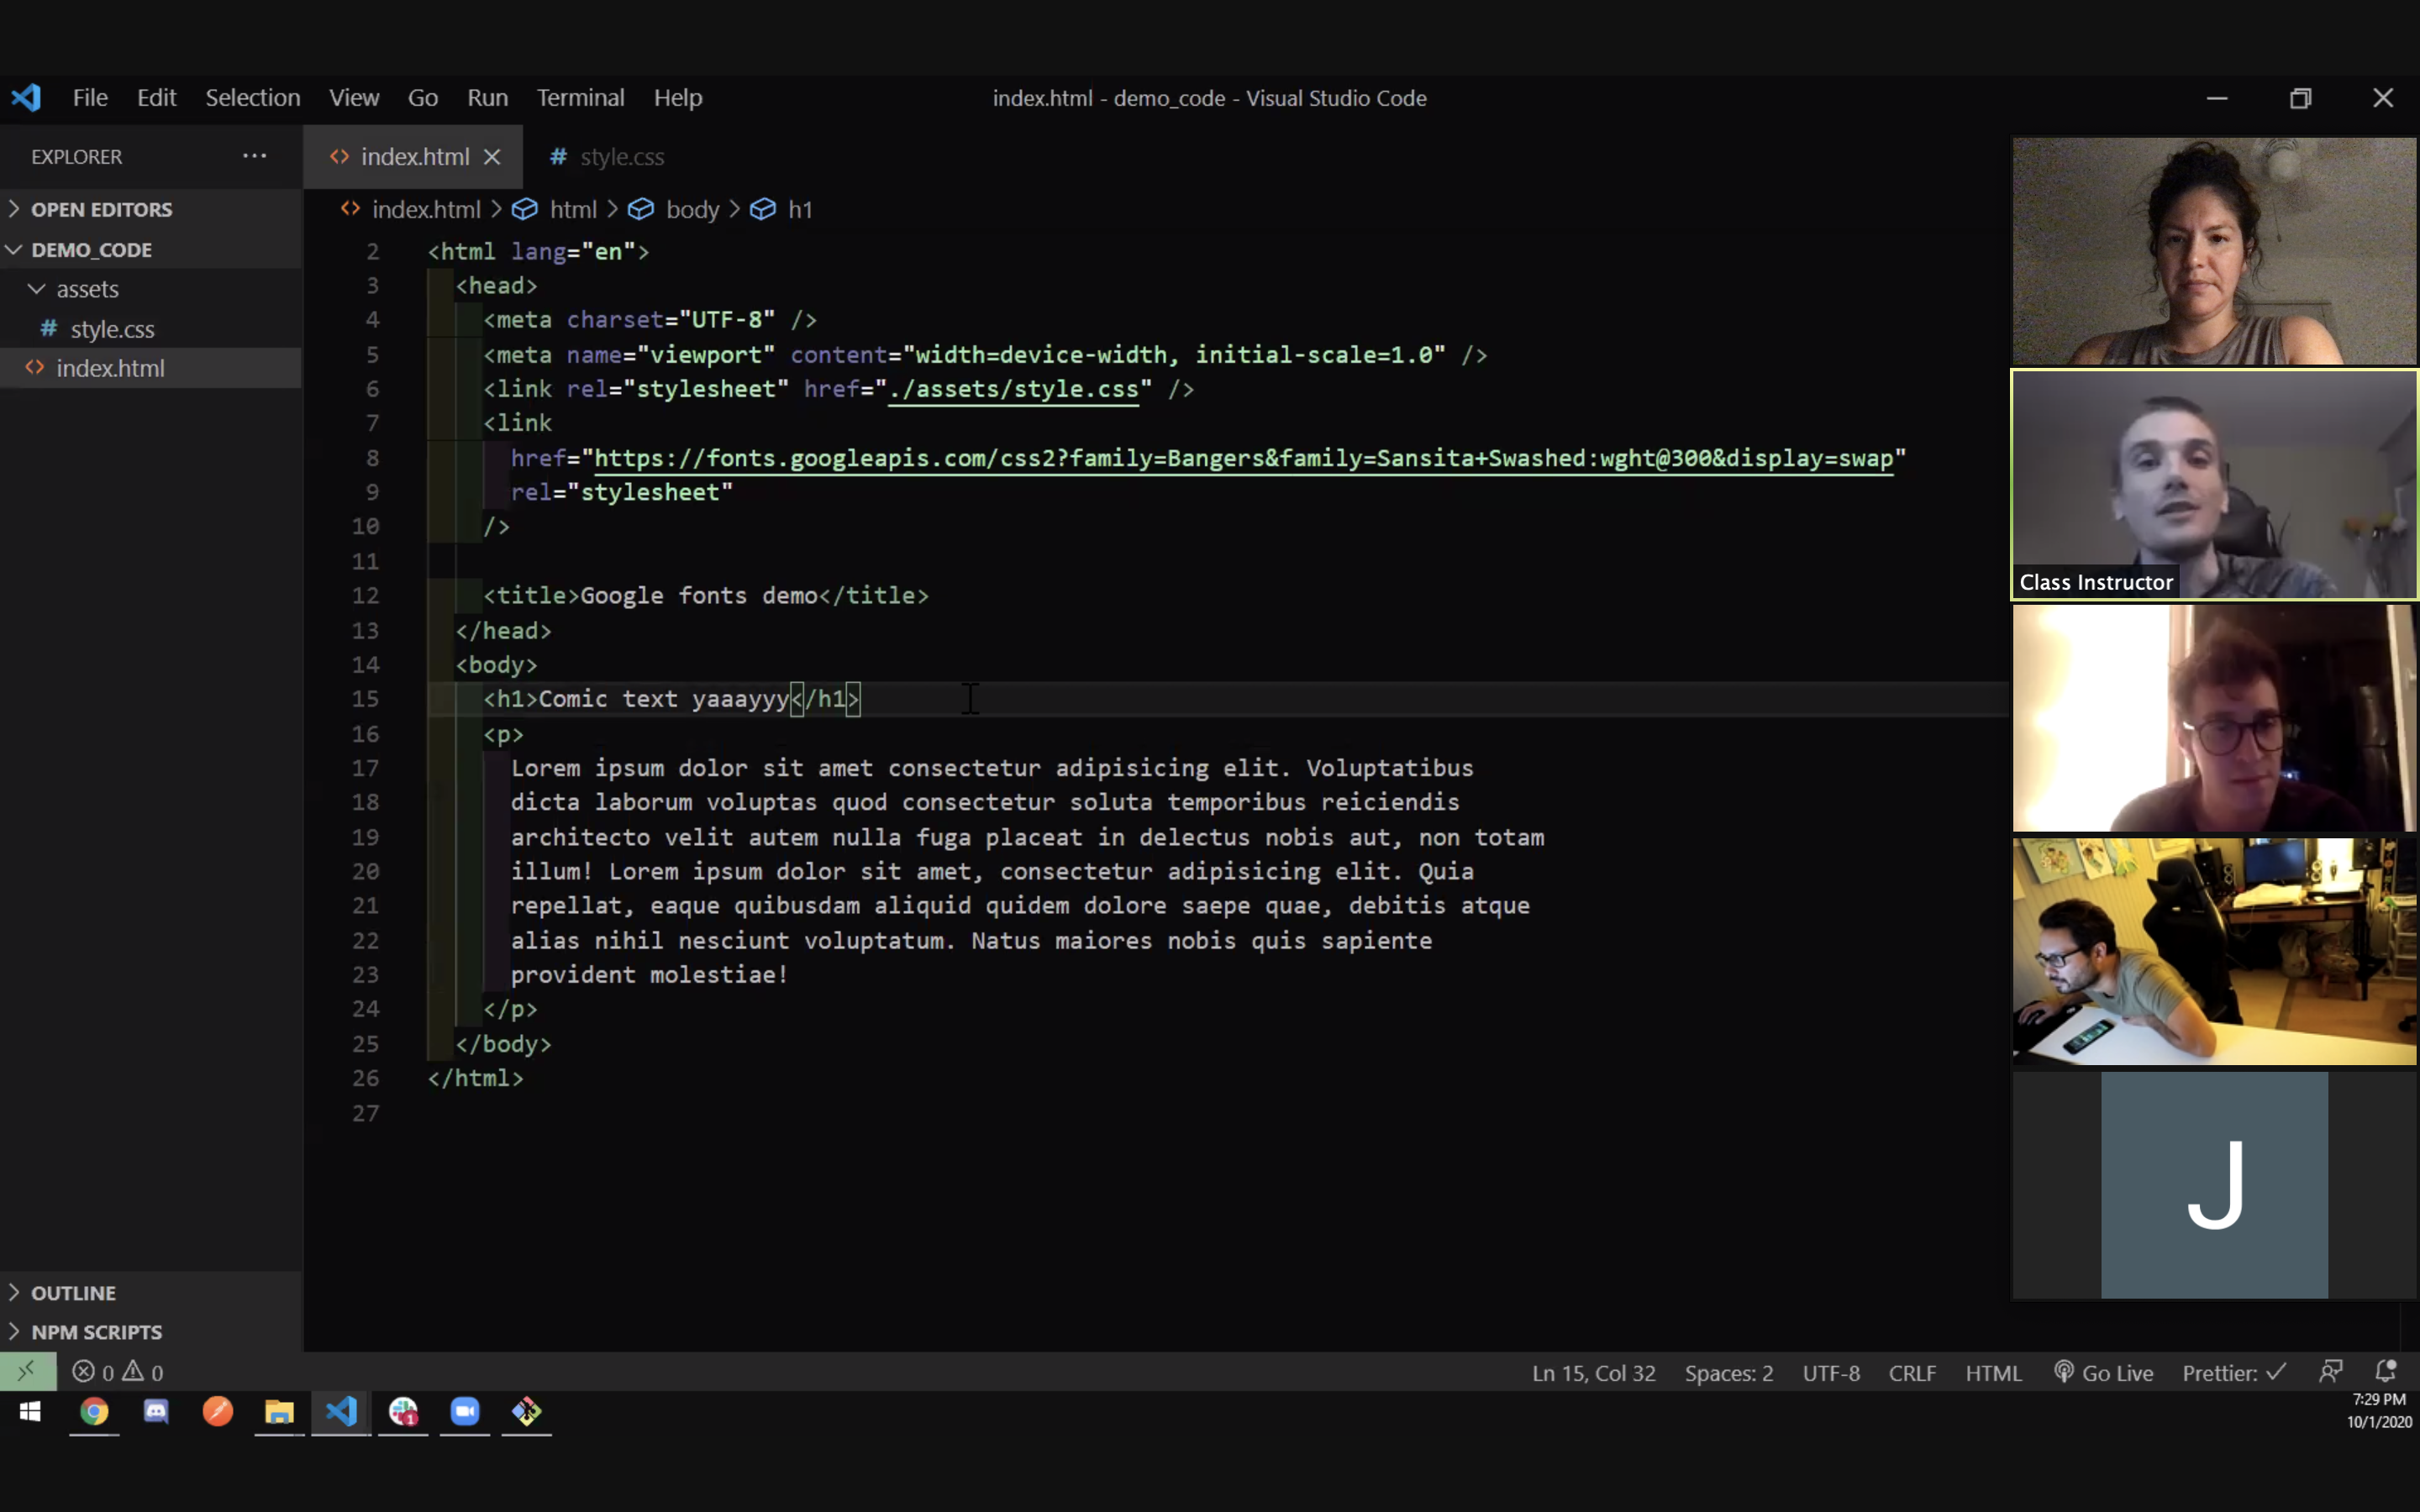 File Edit Selection View Go Run Terminal Help
index.html - demo_code - Visual Studio Code
EXPLORER
OPEN EDITORS
DEMO_CODE
assets
# style.css
index.html
OUTLINE
NPM SCRIPTS
index.html
# style.css
index.html > html > body > h1
2 <html lang="en">
3 <head>
4 <meta charset="UTF-8" />
5 <meta name="viewport" content="width=device-width, initial-scale=1.0" />
6 <link rel="stylesheet" href="./assets/style.css" />
7 <link
8 href="https://fonts.googleapis.com/css2?family=Bangers&family=Sansita+Swashed:wght@300&display=swap"
9 rel="stylesheet"
10 />
11
12 <title>Google fonts demo</title>
13 </head>
14 <body>
15 <h1>Comic text yaaayyy</h1>
16 <p>
17 Lorem ipsum dolor sit amet consectetur adipisicing elit. Voluptatibus
18 dicta laborum voluptas quod consectetur soluta temporibus reiciendis
19 architecto velit autem nulla fuga placeat in delectus nobis aut, non totam
20 illum! Lorem ipsum dolor sit amet, consectetur adipisicing elit. Quia
21 repellat, eaque quibusdam aliquid quidem dolore saepe quae, debitis atque
22 alias nihil nesciunt voluptatum. Natus maiores nobis quis sapiente
23 provident molestiae!
24 </p>
25 </body>
26 </html>
27
Class Instructor
J
0 0
Ln 15, Col 32 Spaces: 2 UTF-8 CRLF HTML Go Live Prettier: ✓
1
7:29 PM
10/1/2020